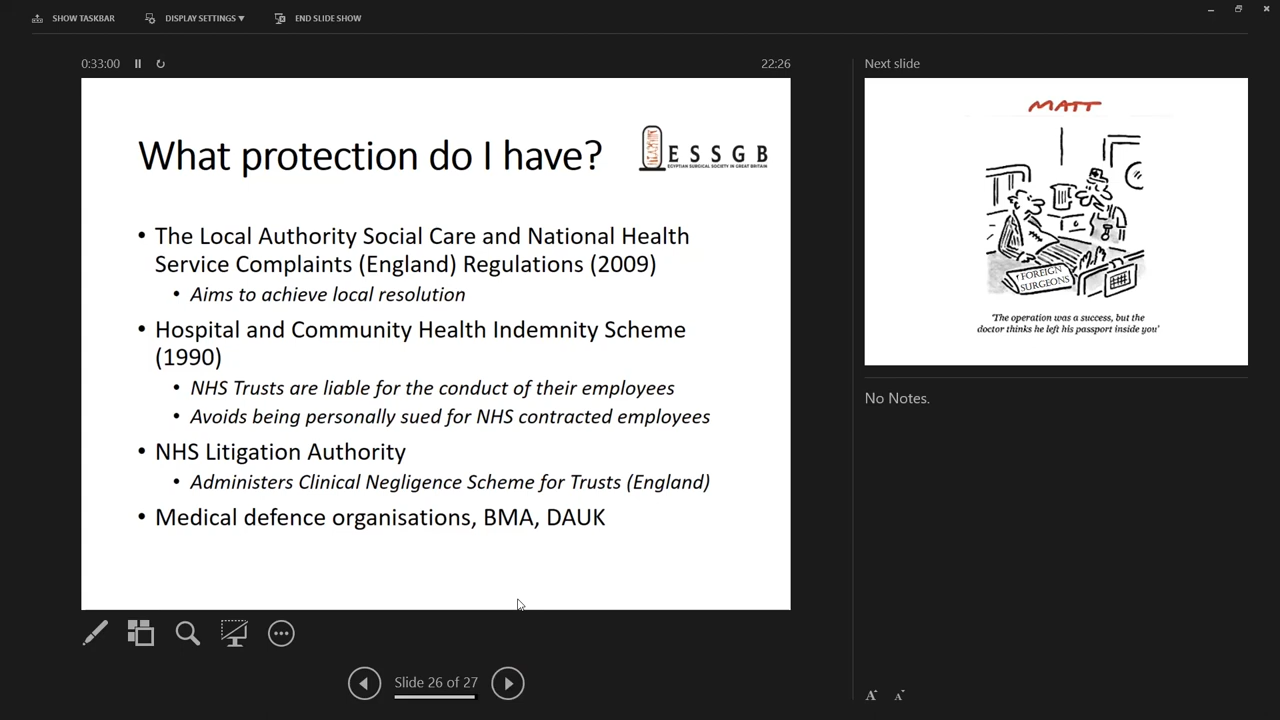 SHOW TASKBAR
DISPLAY SETTINGS ▼
END SLIDE SHOW
0:33:00
22:26
What protection do I have?
ESSGB
EGYPTIAN SURGICAL SOCIETY IN GREAT BRITAIN
• The Local Authority Social Care and National Health
Service Complaints (England) Regulations (2009)
• Aims to achieve local resolution
• Hospital and Community Health Indemnity Scheme
(1990)
• NHS Trusts are liable for the conduct of their employees
• Avoids being personally sued for NHS contracted employees
• NHS Litigation Authority
• Administers Clinical Negligence Scheme for Trusts (England)
• Medical defence organisations, BMA, DAUK
Slide 26 of 27
Next slide
MATT
FOREIGN
SURGEONS
'The operation was a success, but the
doctor thinks he left his passport inside you'
No Notes.
A
A